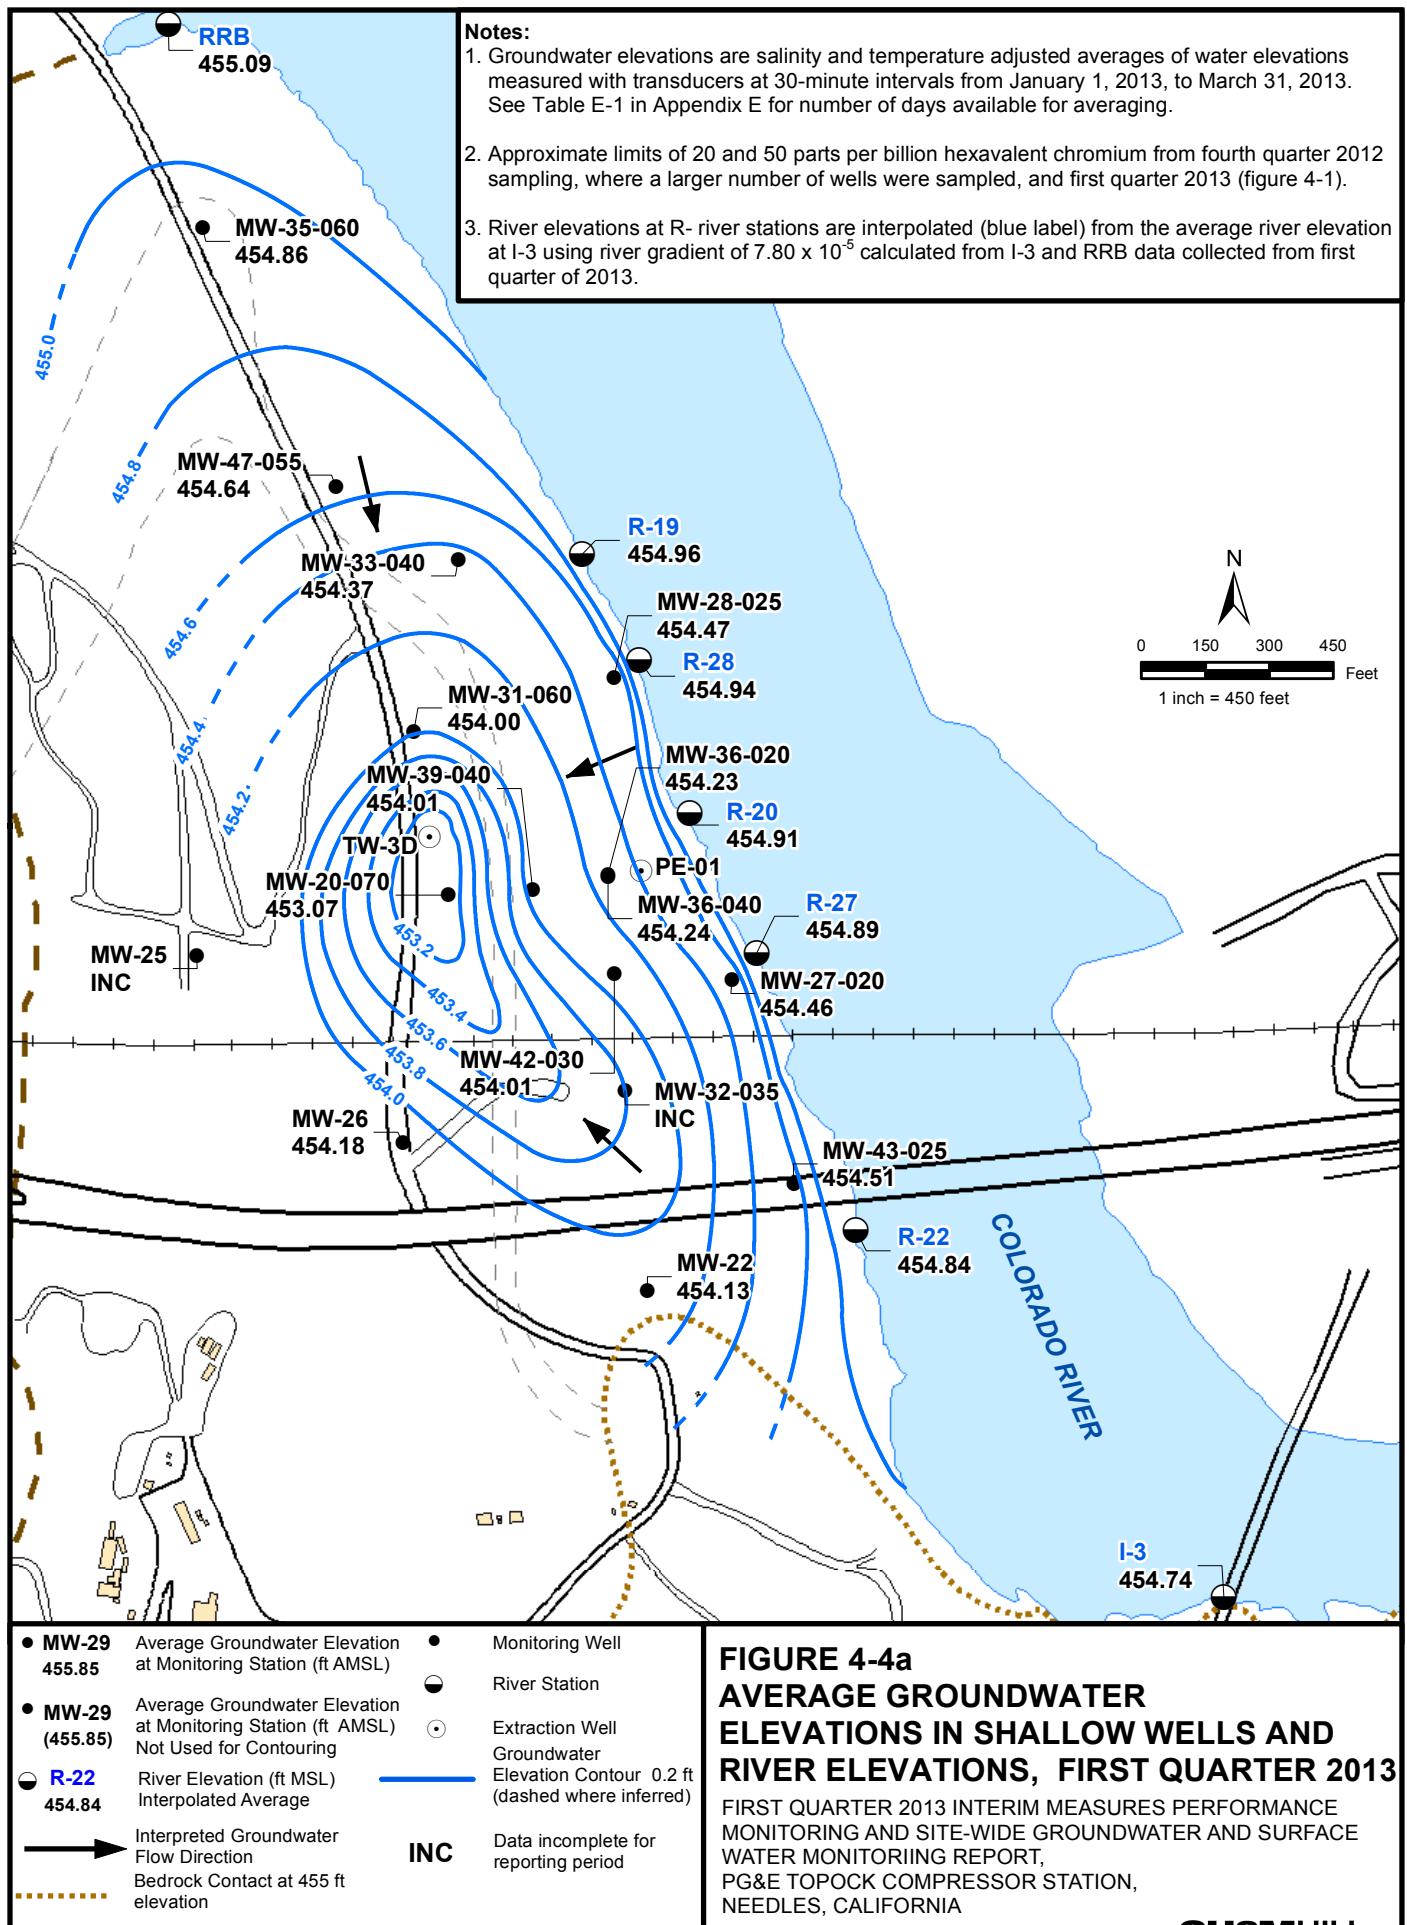 Notes:
1. Groundwater elevations are salinity and temperature adjusted averages of water elevations
measured with transducers at 30-minute intervals from January 1, 2013, to March 31, 2013.
See Table E-1 in Appendix E for number of days available for averaging.
2. Approximate limits of 20 and 50 parts per billion hexavalent chromium from fourth quarter 2012
sampling, where a larger number of wells were sampled, and first quarter 2013 (figure 4-1).
3. River elevations at R- river stations are interpolated (blue label) from the average river elevation
at I-3 using river gradient of 7.80 x 10-5 calculated from I-3 and RRB data collected from first
quarter of 2013.
RRB
455.09
MW-35-060
454.86
455.0
454.8
MW-47-055
454.64
R-19
454.96
MW-33-040
454.37
MW-28-025
454.47
454.6
R-28
454.94
N
0 150 300 450
Feet
1 inch = 450 feet
MW-31-060
454.00
454.4
MW-36-020
454.23
MW-39-040
454.01
454.2
R-20
454.91
TW-3D
PE-01
MW-20-070
453.07
MW-36-040
454.24
R-27
454.89
453.2
MW-25
INC
MW-27-020
454.46
453.4
453.6
453.8
454.0
MW-42-030
454.01
MW-32-035
INC
MW-26
454.18
MW-43-025
454.51
R-22
454.84
MW-22
454.13
COLORADO RIVER
I-3
454.74
MW-29
455.85
Average Groundwater Elevation
at Monitoring Station (ft AMSL)
MW-29
(455.85)
Average Groundwater Elevation
at Monitoring Station (ft AMSL)
Not Used for Contouring
R-22
454.84
River Elevation (ft MSL)
Interpolated Average
Interpreted Groundwater
Flow Direction
Bedrock Contact at 455 ft
elevation
Monitoring Well
River Station
Extraction Well
Groundwater
Elevation Contour 0.2 ft
(dashed where inferred)
INC
Data incomplete for
reporting period
FIGURE 4-4a
AVERAGE GROUNDWATER
ELEVATIONS IN SHALLOW WELLS AND
RIVER ELEVATIONS, FIRST QUARTER 2013
FIRST QUARTER 2013 INTERIM MEASURES PERFORMANCE
MONITORING AND SITE-WIDE GROUNDWATER AND SURFACE
WATER MONITORIING REPORT,
PG&E TOPOCK COMPRESSOR STATION,
NEEDLES, CALIFORNIA